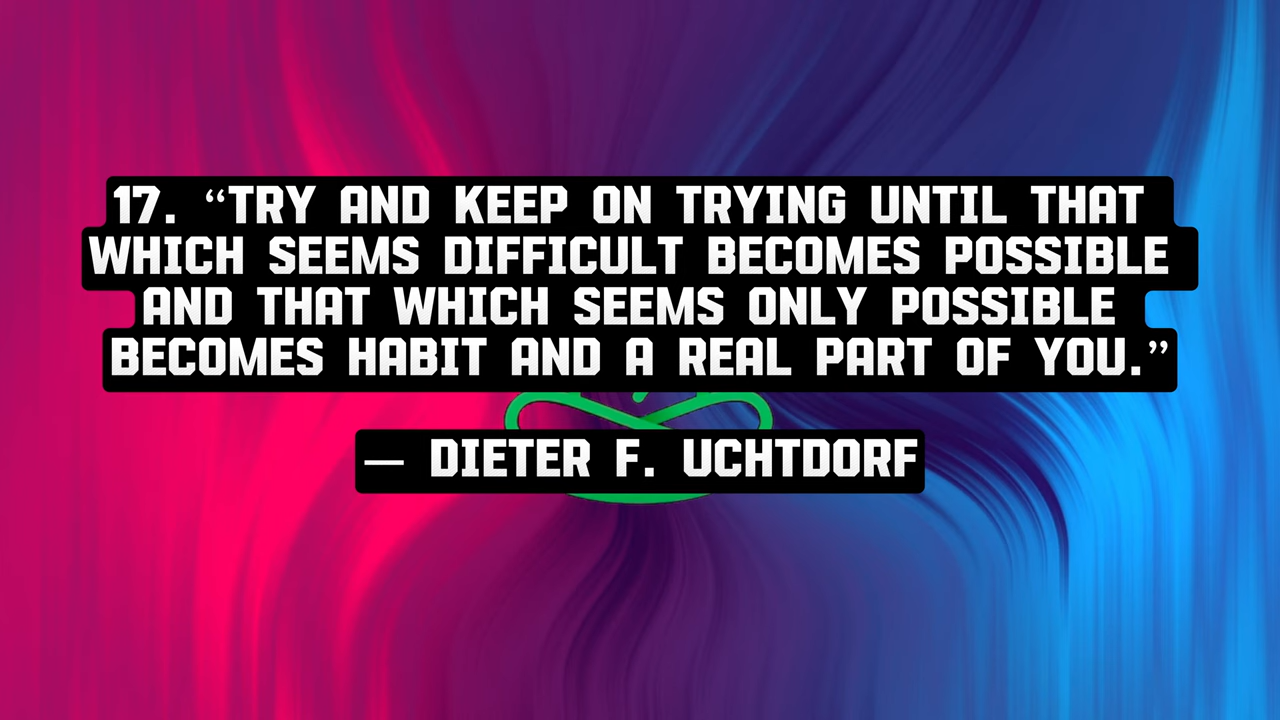 17. “TRY AND KEEP ON TRYING UNTIL THAT
WHICH SEEMS DIFFICULT BECOMES POSSIBLE
AND THAT WHICH SEEMS ONLY POSSIBLE
BECOMES HABIT AND A REAL PART OF YOU.”
— DIETER F. UCHTDORF